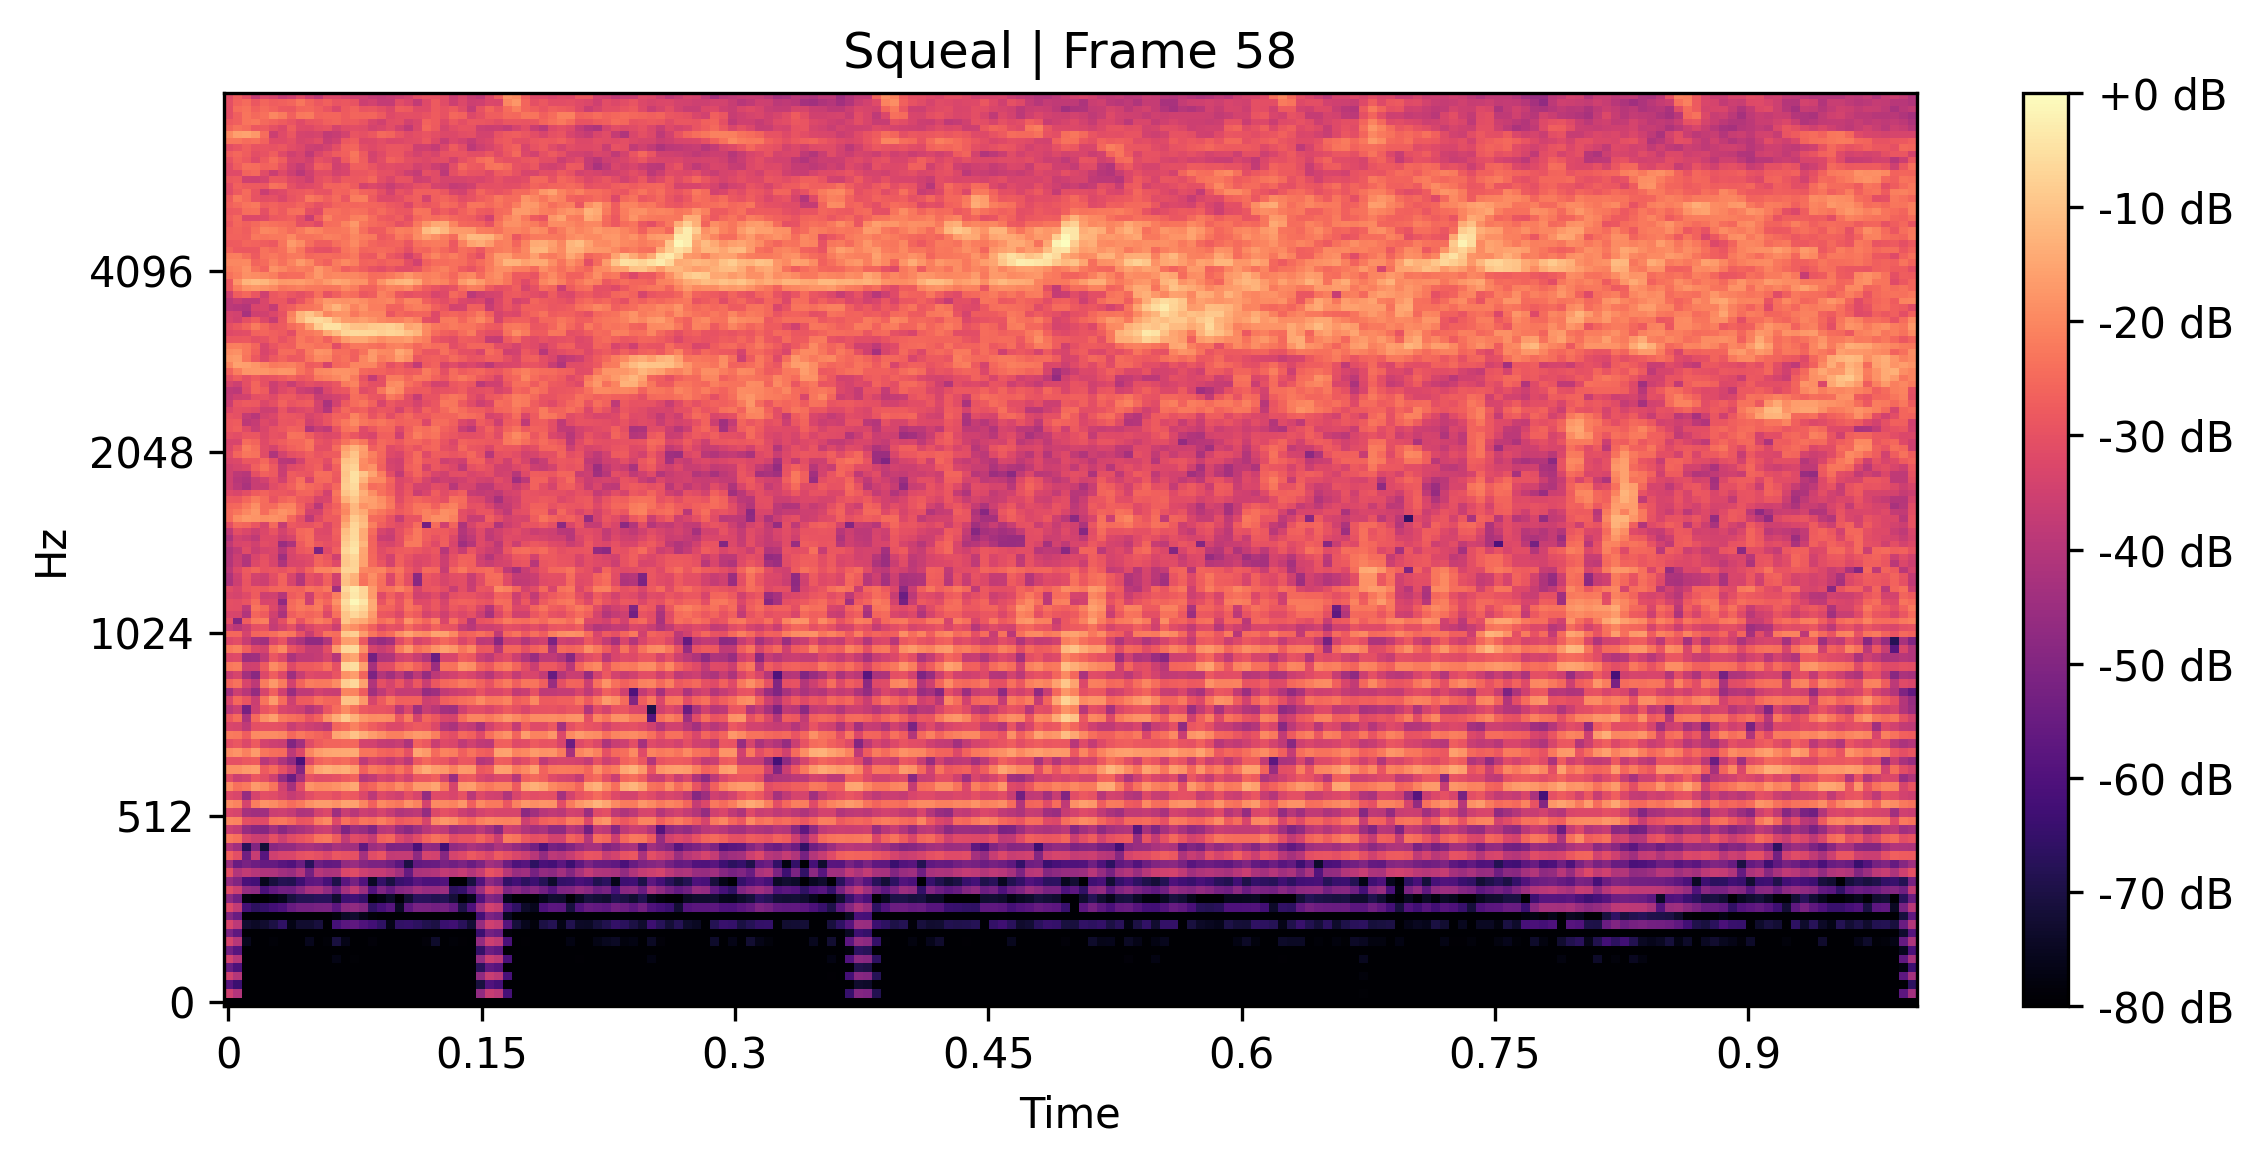 Squeal | Frame 58
+0 dB
-10 dB
-20 dB
-30 dB
-40 dB
-50 dB
-60 dB
-70 dB
-80 dB
Hz
4096
2048
1024
512
0
0 0.15 0.3 0.45 0.6 0.75 0.9
Time